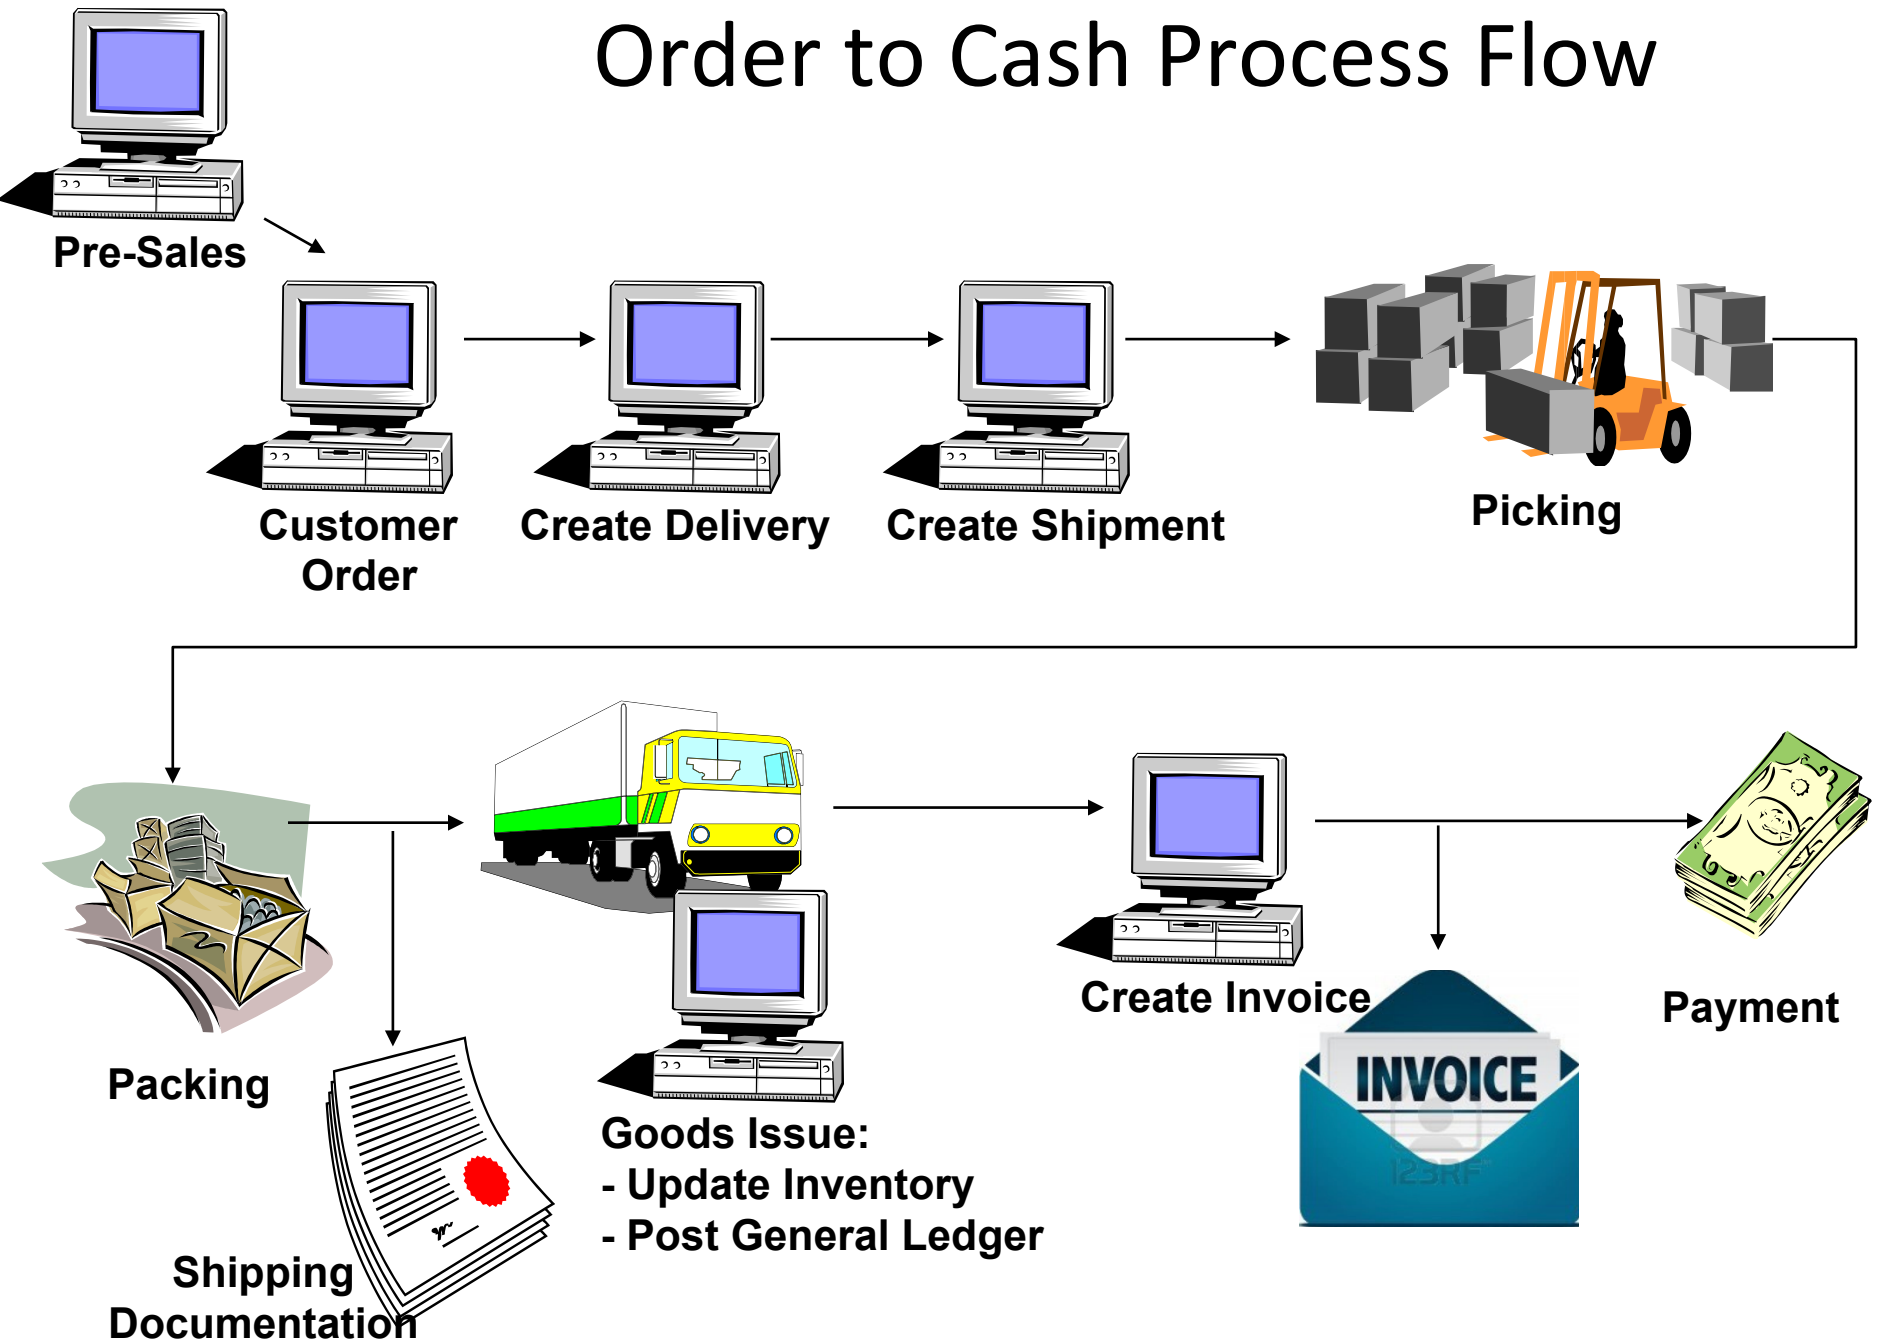 Order to Cash Process Flow
Pre-Sales
Customer
Order
Create Delivery
Create Shipment
Picking
Packing
Shipping
Documentation
Goods Issue:
- Update Inventory
- Post General Ledger
Create Invoice
INVOICE
123RF
Payment